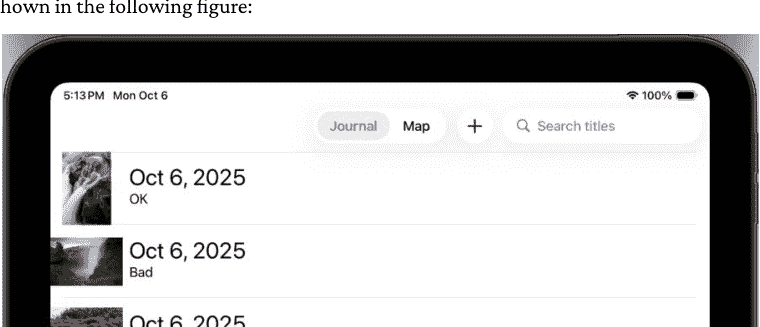 hown in the following figure:
5:13 PM Mon Oct 6
100%
Journal Map + Search titles
Oct 6, 2025
OK
Oct 6, 2025
Bad
Oct 6, 2025